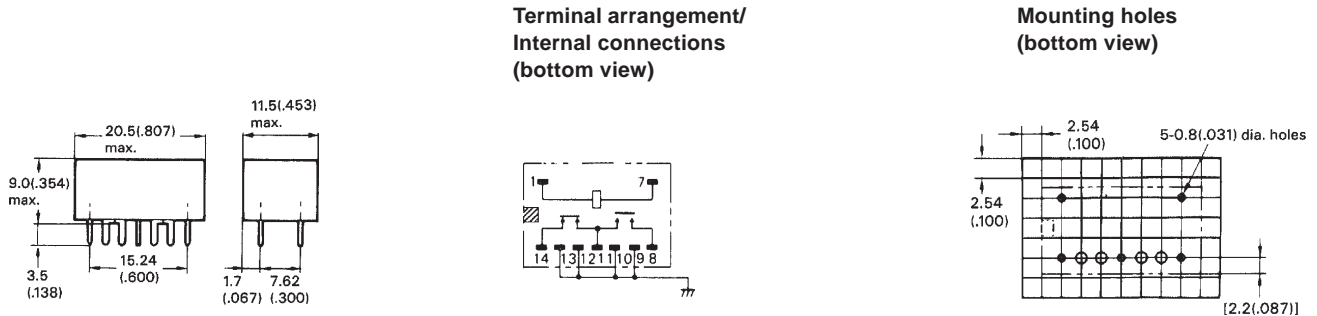 Terminal arrangement/
Internal connections
(bottom view)
Mounting holes
(bottom view)
20.5(.807)
max.
11.5(.453)
max.
9.0(.354)
max.
3.5
(.138)
15.24
(.600)
1.7
(.067)
7.62
(.300)
1
7
14
13
12
11
10
9
8
2.54
(.100)
5-0.8(.031) dia. holes
2.54
(.100)
[2.2(.087)]